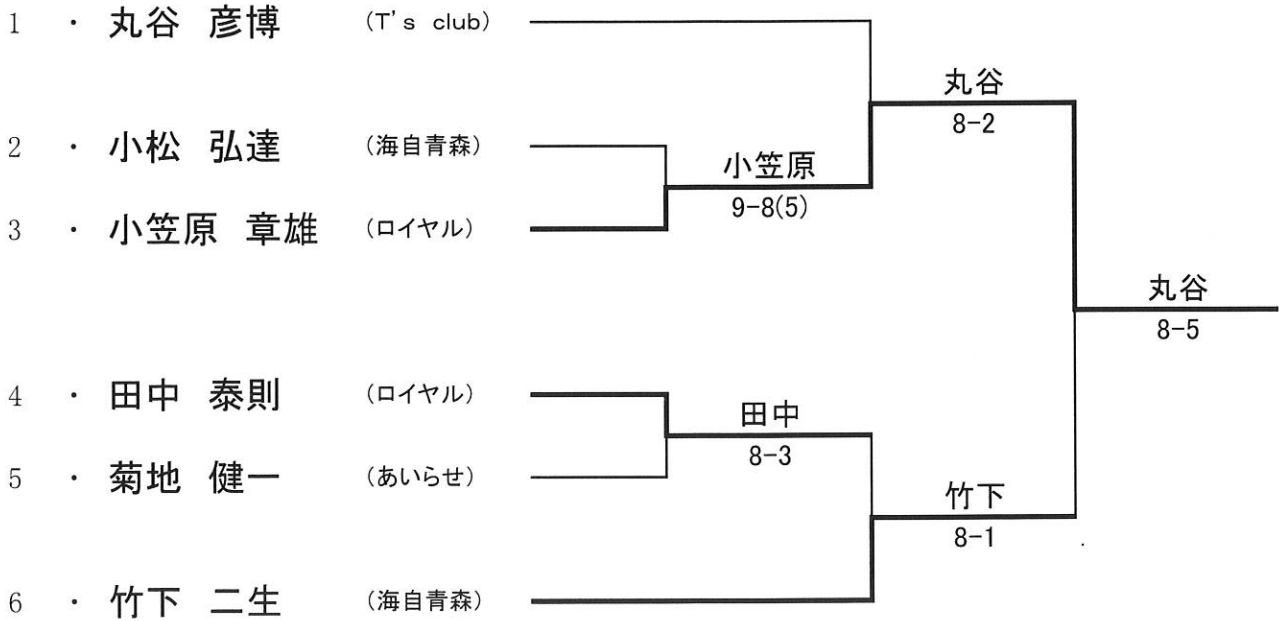 1 ・ 丸谷 彦博 (T's club)
丸谷
8-2
2 ・ 小松 弘達 (海自青森)
小笠原
9-8(5)
3 ・ 小笠原 章雄 (ロイヤル)
丸谷
8-5
4 ・ 田中 泰則 (ロイヤル)
田中
8-3
5 ・ 菊地 健一 (あいらせ)
竹下
8-1
6 ・ 竹下 二生 (海自青森)